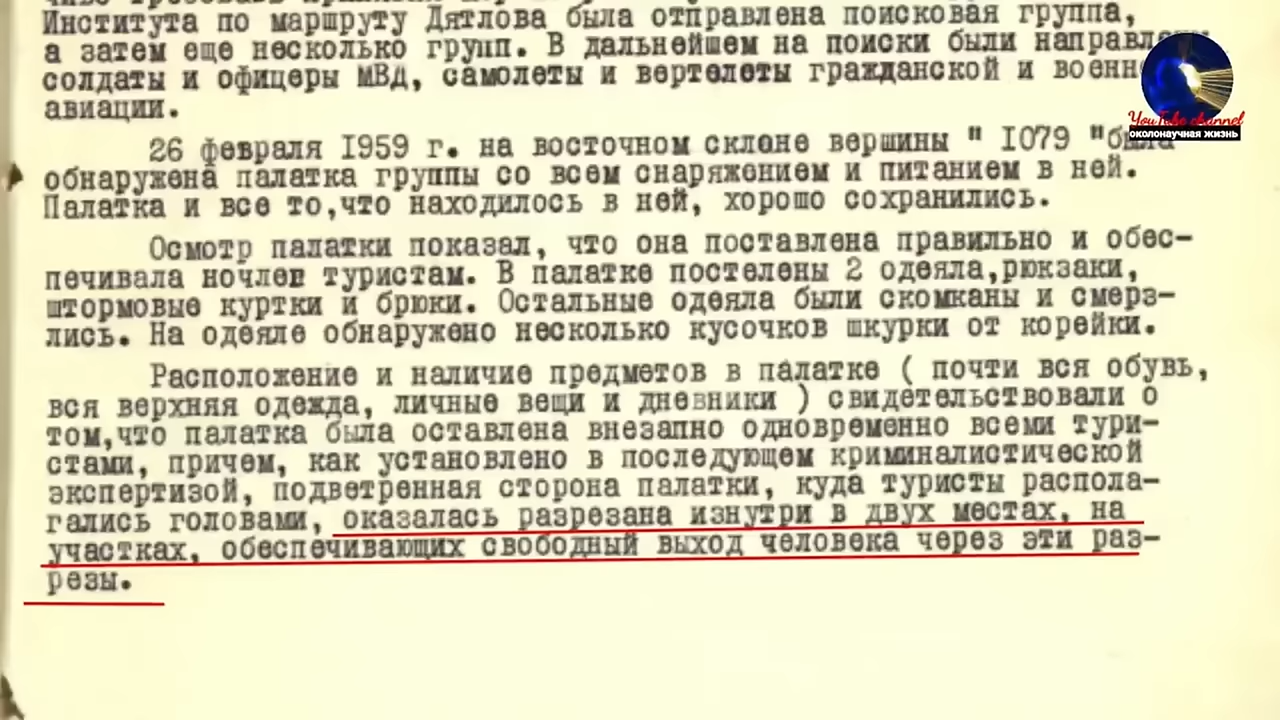 Института по маршруту Дятлова была отправлена поисковая группа,
а затем еще несколько групп. В дальнейшем на поиски были направлены
солдаты и офицеры МВД, самолеты и вертолеты гражданской и военной
авиации.
26 февраля 1959 г. на восточном склоне вершины " 1079 "была
обнаружена палатка группы со всем снаряжением и питанием в ней.
Палатка и все то,что находилось в ней, хорошо сохранились.
Осмотр палатки показал, что она поставлена правильно и обес-
печивала ночлег туристам. В палатке постелены 2 одеяла,рюкзаки,
штормовые куртки и брюки. Остальные одеяла были скомканы и смерз-
лись. На одеяле обнаружено несколько кусочков шкурки от корейки.
Расположение и наличие предметов в палатке ( почти вся обувь,
вся верхняя одежда, личные вещи и дневники ) свидетельствовали о
том,что палатка была оставлена внезапно одновременно всеми тури-
стами, причем, как установлено в последующем криминалистической
экспертизой, подветренная сторона палатки, куда туристы распола-
гались головами, оказалась разрезана изнутри в двух местах, на
участках, обеспечивающих свободный выход человека через эти раз-
резы.
YouTube channel
околонаучная жизнь